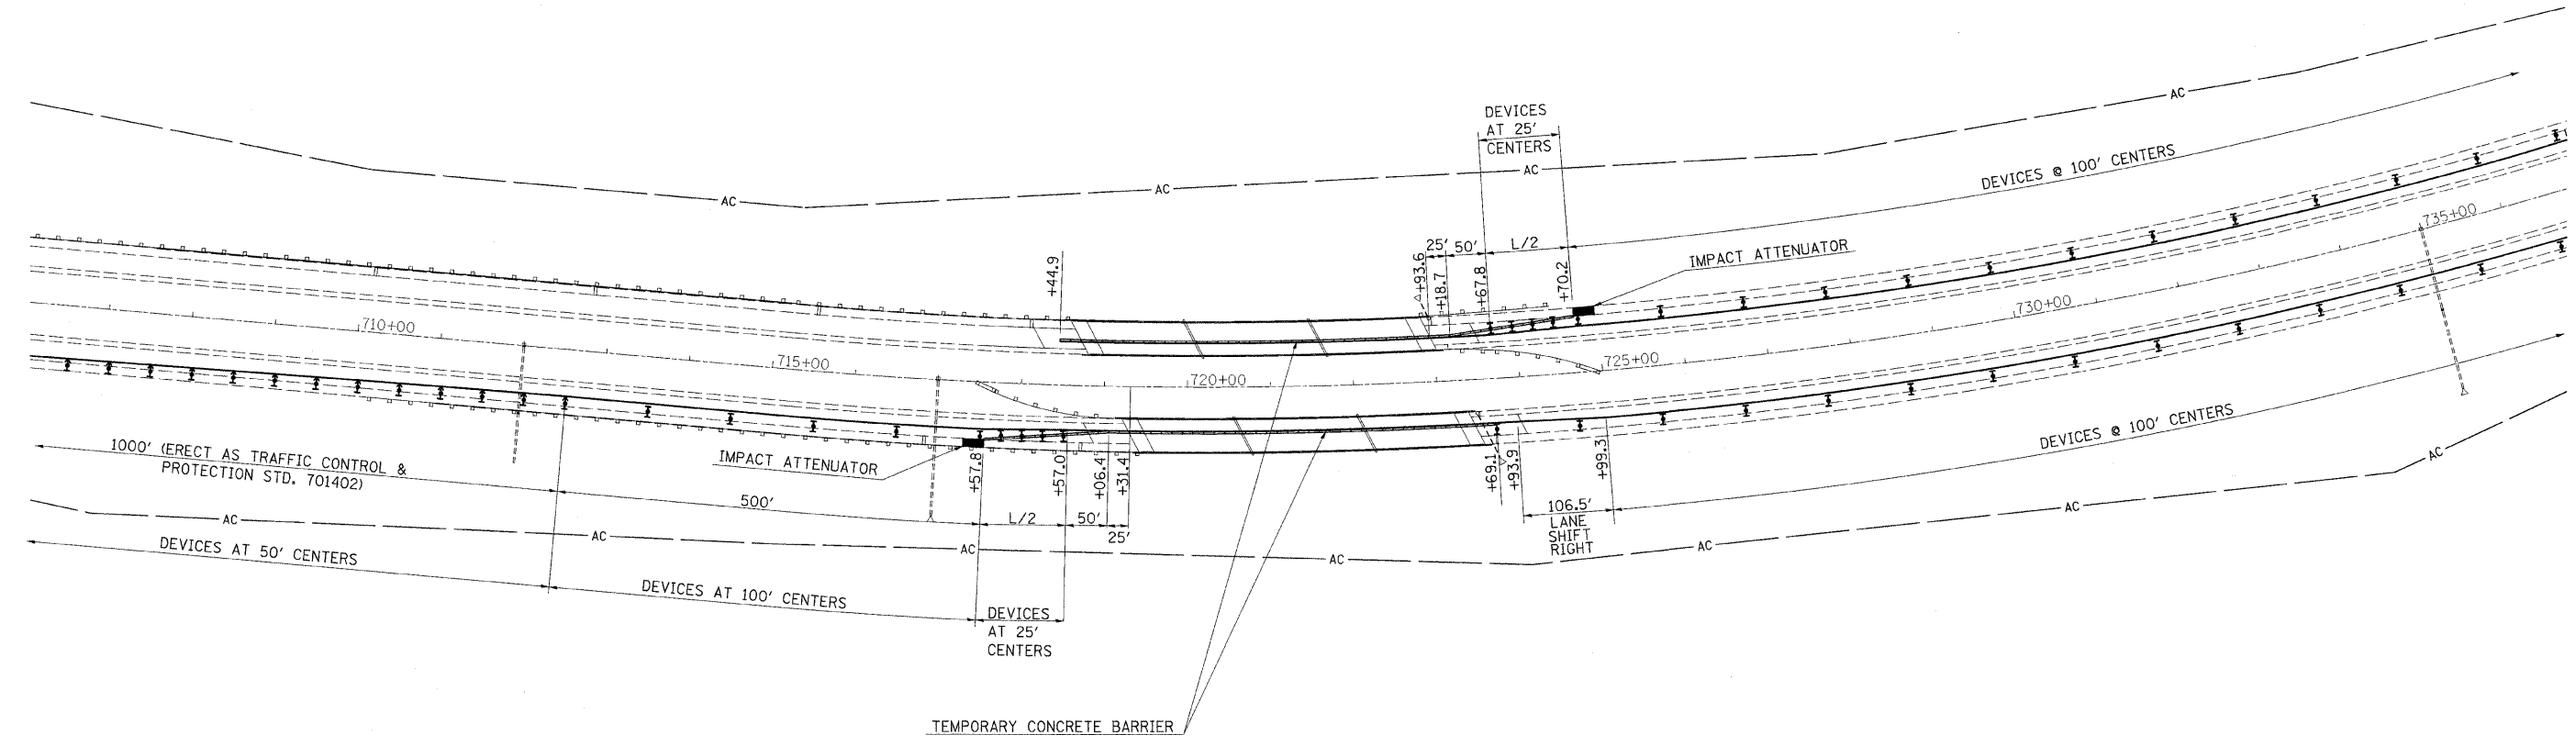 DEVICES
AT 25'
CENTERS
AC
AC
AC
AC
DEVICES @ 100' CENTERS
735+00
25'
50'
L/2
IMPACT ATTENUATOR
+44.9
+93.6
+18.7
+67.8
+70.2
710+00
715+00
720+00
725+00
730+00
1000' (ERECT AS TRAFFIC CONTROL &
PROTECTION STD. 701402)
IMPACT ATTENUATOR
+57.8
+57.0
+06.4
+31.4
+69.1
+93.9
+99.3
DEVICES @ 100' CENTERS
500'
L/2
50'
25'
106.5'
LANE
SHIFT
RIGHT
AC
AC
AC
AC
AC
AC
AC
DEVICES AT 50' CENTERS
DEVICES AT 100' CENTERS
DEVICES
AT 25'
CENTERS
TEMPORARY CONCRETE BARRIER